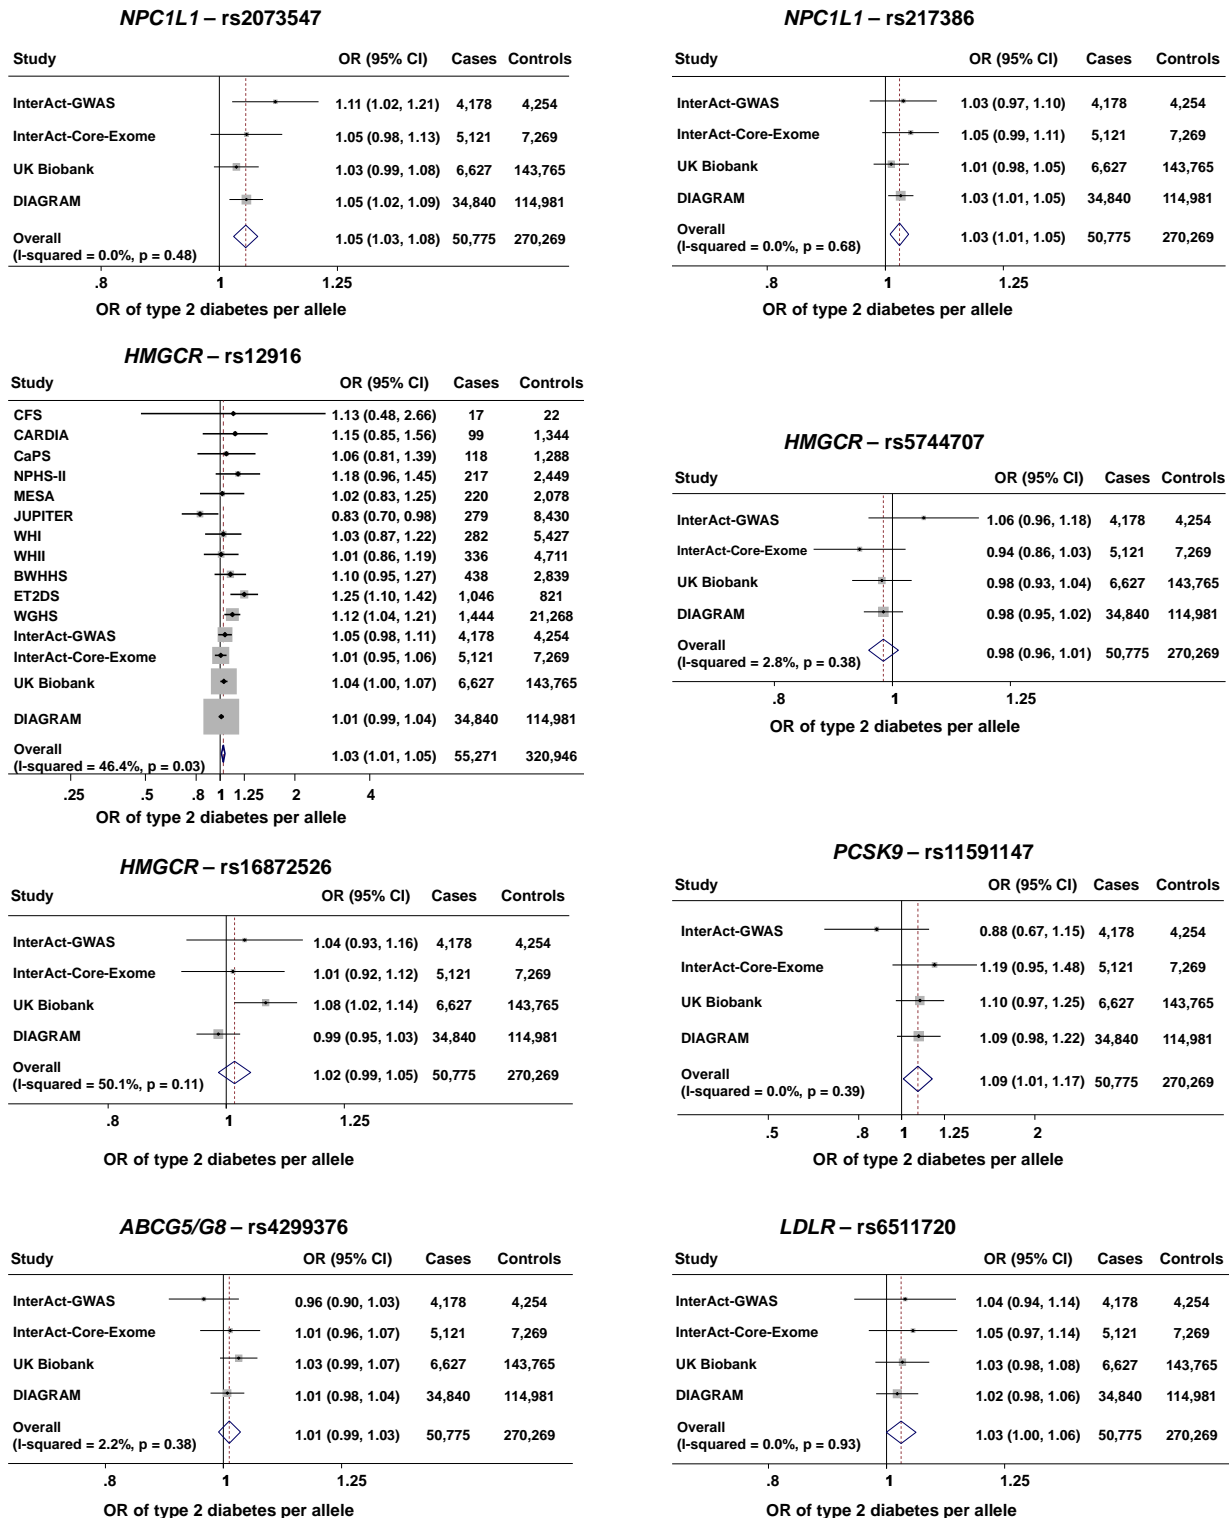 NPC1L1 – rs2073547
Study OR (95% CI) Cases Controls
InterAct-GWAS 1.11 (1.02, 1.21) 4,178 4,254
InterAct-Core-Exome 1.05 (0.98, 1.13) 5,121 7,269
UK Biobank 1.03 (0.99, 1.08) 6,627 143,765
DIAGRAM 1.05 (1.02, 1.09) 34,840 114,981
Overall
(I-squared = 0.0%, p = 0.48) 1.05 (1.03, 1.08) 50,775 270,269
.8 1 1.25
OR of type 2 diabetes per allele
NPC1L1 – rs217386
Study OR (95% CI) Cases Controls
InterAct-GWAS 1.03 (0.97, 1.10) 4,178 4,254
InterAct-Core-Exome 1.05 (0.99, 1.11) 5,121 7,269
UK Biobank 1.01 (0.98, 1.05) 6,627 143,765
DIAGRAM 1.03 (1.01, 1.05) 34,840 114,981
Overall
(I-squared = 0.0%, p = 0.68) 1.03 (1.01, 1.05) 50,775 270,269
.8 1 1.25
OR of type 2 diabetes per allele
HMGCR – rs12916
Study OR (95% CI) Cases Controls
CFS 1.13 (0.48, 2.66) 17 22
CARDIA 1.15 (0.85, 1.56) 99 1,344
CaPS 1.06 (0.81, 1.39) 118 1,288
NPHS-II 1.18 (0.96, 1.45) 217 2,449
MESA 1.02 (0.83, 1.25) 220 2,078
JUPITER 0.83 (0.70, 0.98) 279 8,430
WHI 1.03 (0.87, 1.22) 282 5,427
WHII 1.01 (0.86, 1.19) 336 4,711
BWHHS 1.10 (0.95, 1.27) 438 2,839
ET2DS 1.25 (1.10, 1.42) 1,046 821
WGHS 1.12 (1.04, 1.21) 1,444 21,268
InterAct-GWAS 1.05 (0.98, 1.11) 4,178 4,254
InterAct-Core-Exome 1.01 (0.95, 1.06) 5,121 7,269
UK Biobank 1.04 (1.00, 1.07) 6,627 143,765
DIAGRAM 1.01 (0.99, 1.04) 34,840 114,981
Overall
(I-squared = 46.4%, p = 0.03) 1.03 (1.01, 1.05) 55,271 320,946
.25 .5 .8 1 1.25 2 4
OR of type 2 diabetes per allele
HMGCR – rs5744707
Study OR (95% CI) Cases Controls
InterAct-GWAS 1.06 (0.96, 1.18) 4,178 4,254
InterAct-Core-Exome 0.94 (0.86, 1.03) 5,121 7,269
UK Biobank 0.98 (0.93, 1.04) 6,627 143,765
DIAGRAM 0.98 (0.95, 1.02) 34,840 114,981
Overall
(I-squared = 2.8%, p = 0.38) 0.98 (0.96, 1.01) 50,775 270,269
.8 1 1.25
OR of type 2 diabetes per allele
HMGCR – rs16872526
Study OR (95% CI) Cases Controls
InterAct-GWAS 1.04 (0.93, 1.16) 4,178 4,254
InterAct-Core-Exome 1.01 (0.92, 1.12) 5,121 7,269
UK Biobank 1.08 (1.02, 1.14) 6,627 143,765
DIAGRAM 0.99 (0.95, 1.03) 34,840 114,981
Overall
(I-squared = 50.1%, p = 0.11) 1.02 (0.99, 1.05) 50,775 270,269
.8 1 1.25
OR of type 2 diabetes per allele
PCSK9 – rs11591147
Study OR (95% CI) Cases Controls
InterAct-GWAS 0.88 (0.67, 1.15) 4,178 4,254
InterAct-Core-Exome 1.19 (0.95, 1.48) 5,121 7,269
UK Biobank 1.10 (0.97, 1.25) 6,627 143,765
DIAGRAM 1.09 (0.98, 1.22) 34,840 114,981
Overall
(I-squared = 0.0%, p = 0.39) 1.09 (1.01, 1.17) 50,775 270,269
.5 .8 1 1.25 2
OR of type 2 diabetes per allele
ABCG5/G8 – rs4299376
Study OR (95% CI) Cases Controls
InterAct-GWAS 0.96 (0.90, 1.03) 4,178 4,254
InterAct-Core-Exome 1.01 (0.96, 1.07) 5,121 7,269
UK Biobank 1.03 (0.99, 1.07) 6,627 143,765
DIAGRAM 1.01 (0.98, 1.04) 34,840 114,981
Overall
(I-squared = 2.2%, p = 0.38) 1.01 (0.99, 1.03) 50,775 270,269
.8 1 1.25
OR of type 2 diabetes per allele
LDLR – rs6511720
Study OR (95% CI) Cases Controls
InterAct-GWAS 1.04 (0.94, 1.14) 4,178 4,254
InterAct-Core-Exome 1.05 (0.97, 1.14) 5,121 7,269
UK Biobank 1.03 (0.98, 1.08) 6,627 143,765
DIAGRAM 1.02 (0.98, 1.06) 34,840 114,981
Overall
(I-squared = 0.0%, p = 0.93) 1.03 (1.00, 1.06) 50,775 270,269
.8 1 1.25
OR of type 2 diabetes per allele